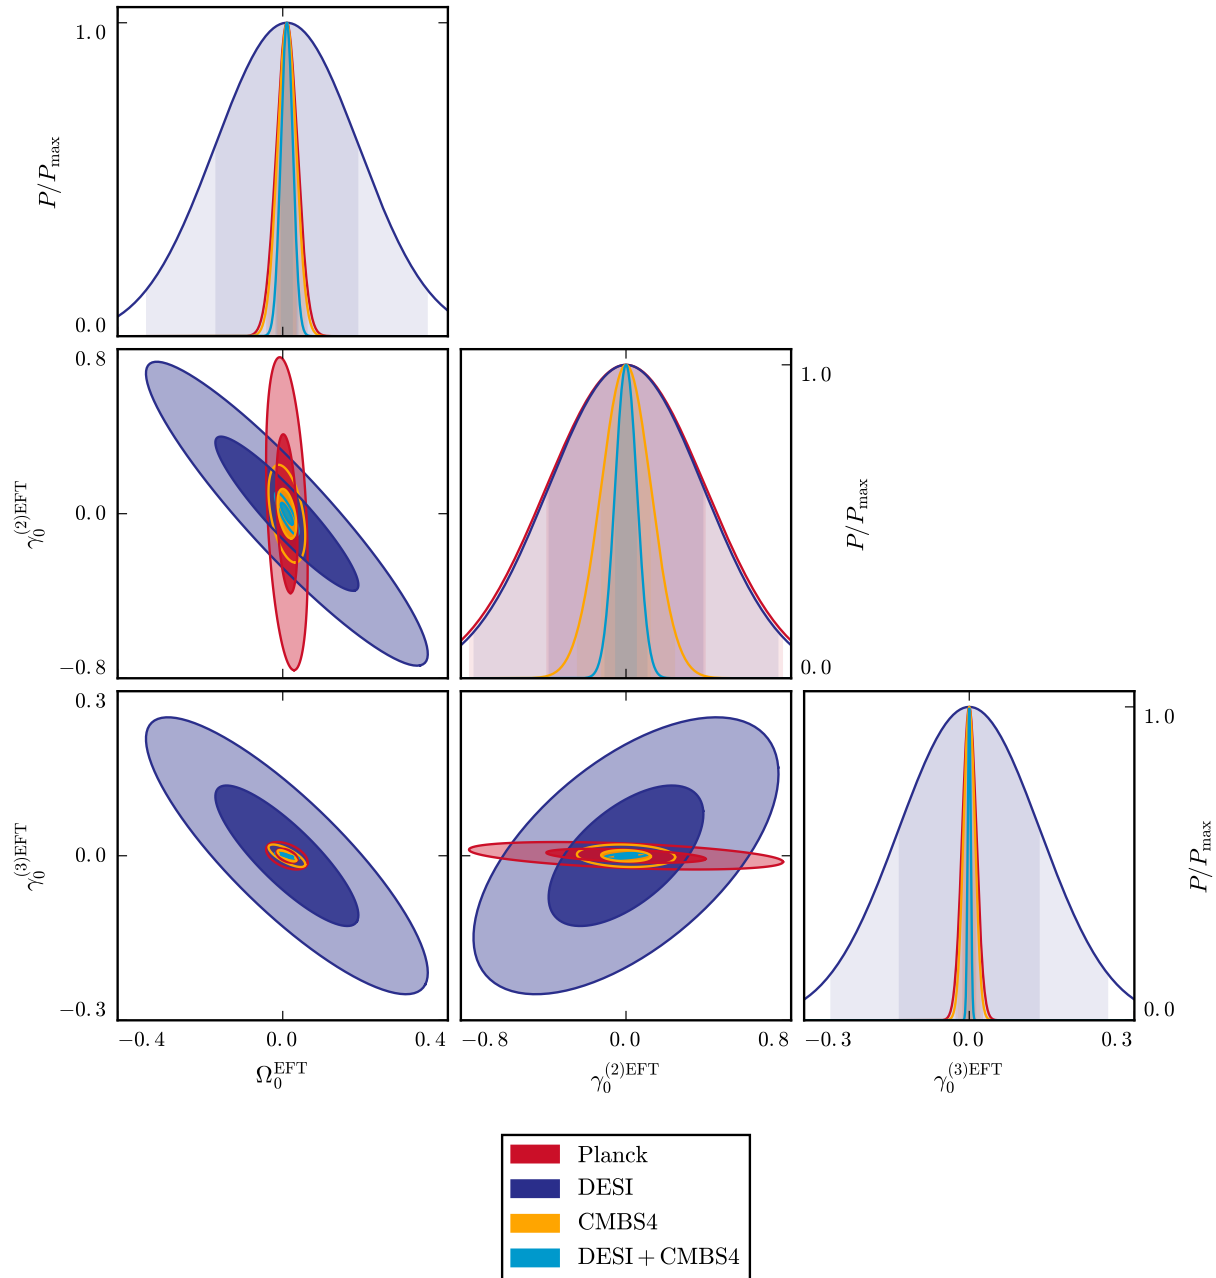 1.0
P/P_max
0.0
0.8
γ_0^(2)EFT
0.0
−0.8
1.0
P/P_max
0.0
0.3
γ_0^(3)EFT
0.0
−0.3
1.0
P/P_max
0.0
−0.4 0.0 0.4
Ω_0^EFT
−0.8 0.0 0.8
γ_0^(2)EFT
−0.3 0.0 0.3
γ_0^(3)EFT
Planck
DESI
CMBS4
DESI + CMBS4